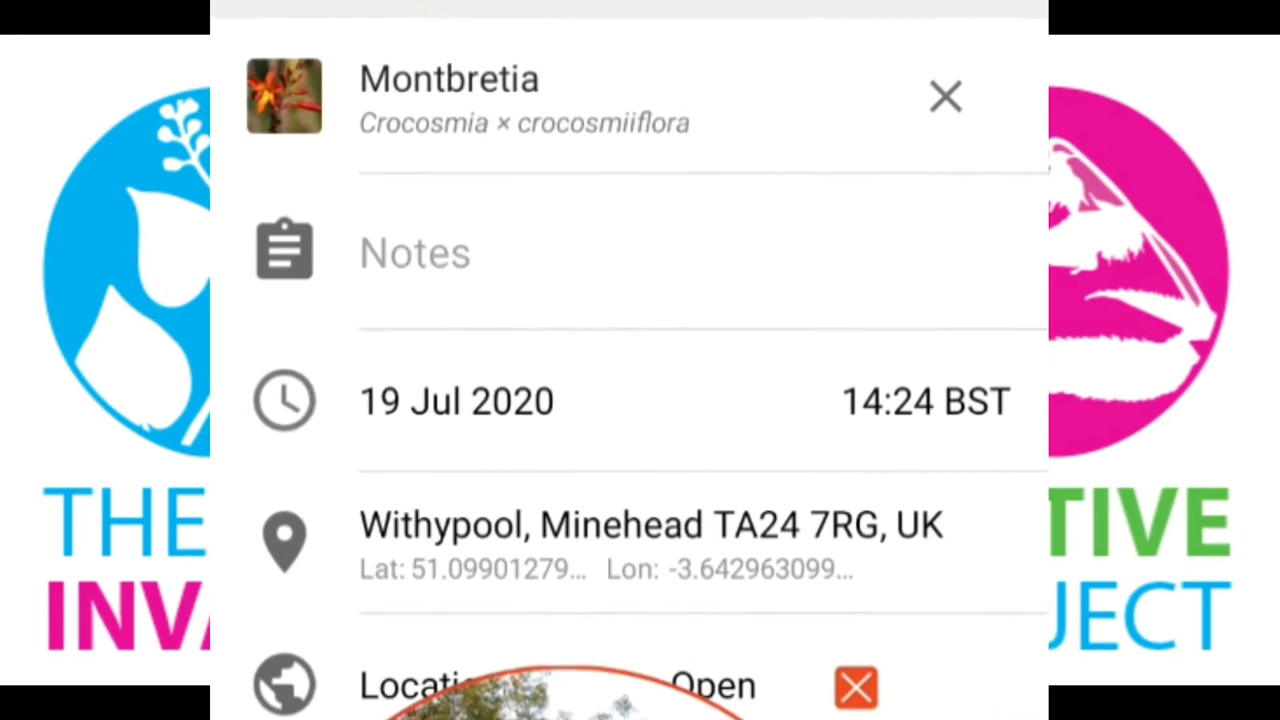 Montbretia
Crocosmia × crocosmiiflora
Notes
19 Jul 2020 14:24 BST
Withypool, Minehead TA24 7RG, UK
Lat: 51.09901279... Lon: -3.642963099...
Open
THE
TIVE
INV
JECT